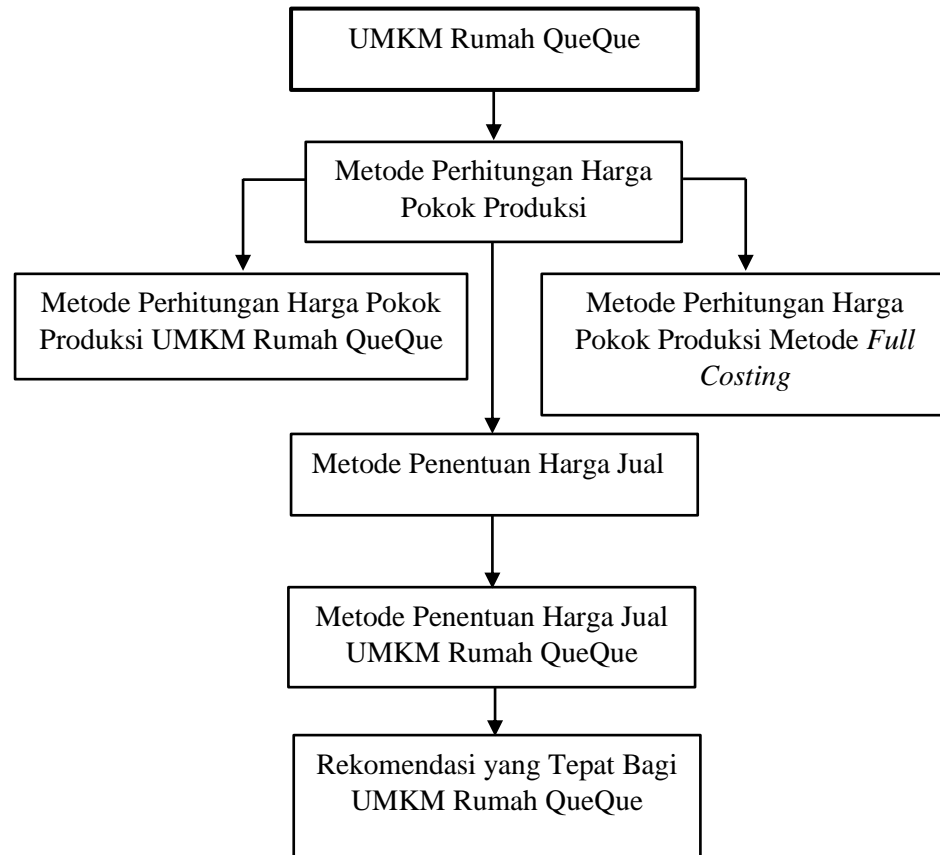 UMKM Rumah QueQue
Metode Perhitungan Harga
Pokok Produksi
Metode Perhitungan Harga Pokok
Produksi UMKM Rumah QueQue
Metode Perhitungan Harga
Pokok Produksi Metode Full
Costing
Metode Penentuan Harga Jual
Metode Penentuan Harga Jual
UMKM Rumah QueQue
Rekomendasi yang Tepat Bagi
UMKM Rumah QueQue